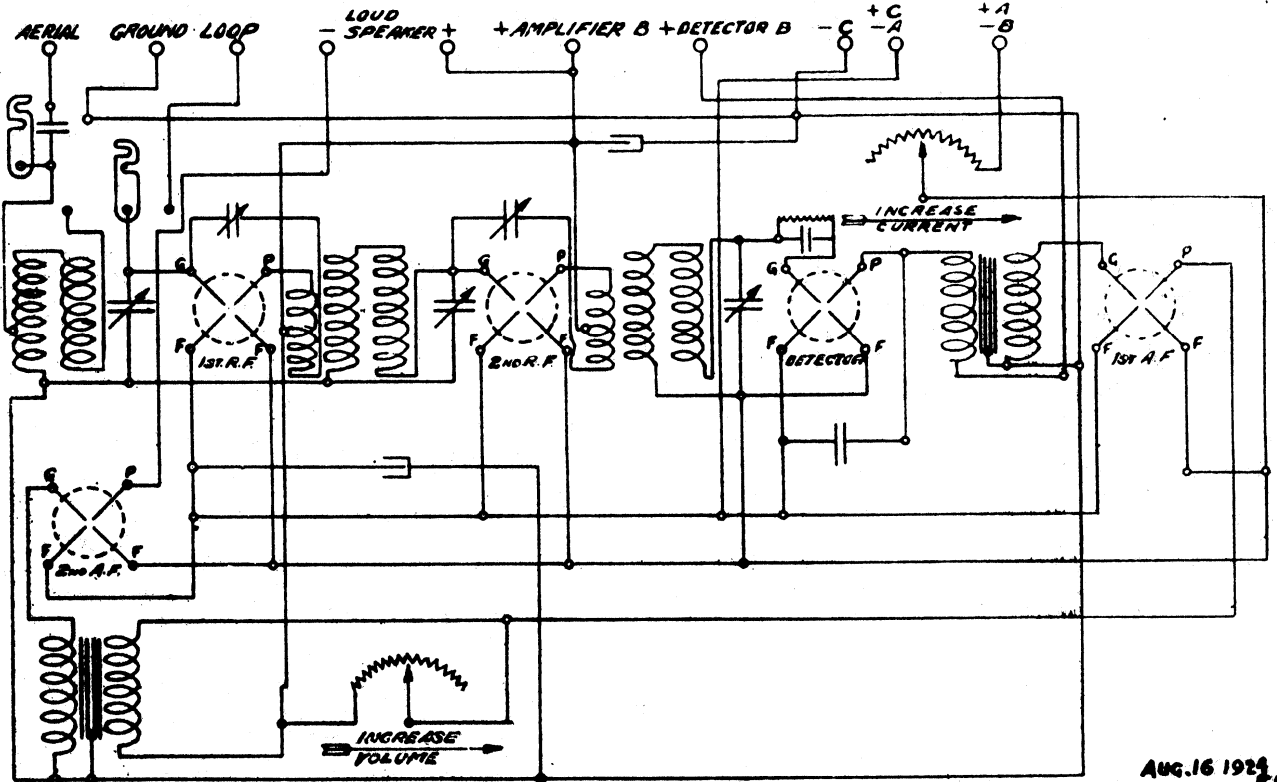 AERIAL GROUND LOOP - LOUD SPEAKER + + AMPLIFIER B + DETECTOR B - C + C - A + A - B
INCREASE
CURRENT
G P
F F
1ST. R.F.
G P
F F
2ND R.F.
G P
F F
DETECTOR
G P
F F
1ST A.F.
G P
F F
2ND A.F.
INCREASE
VOLUME
AUG. 16 1924